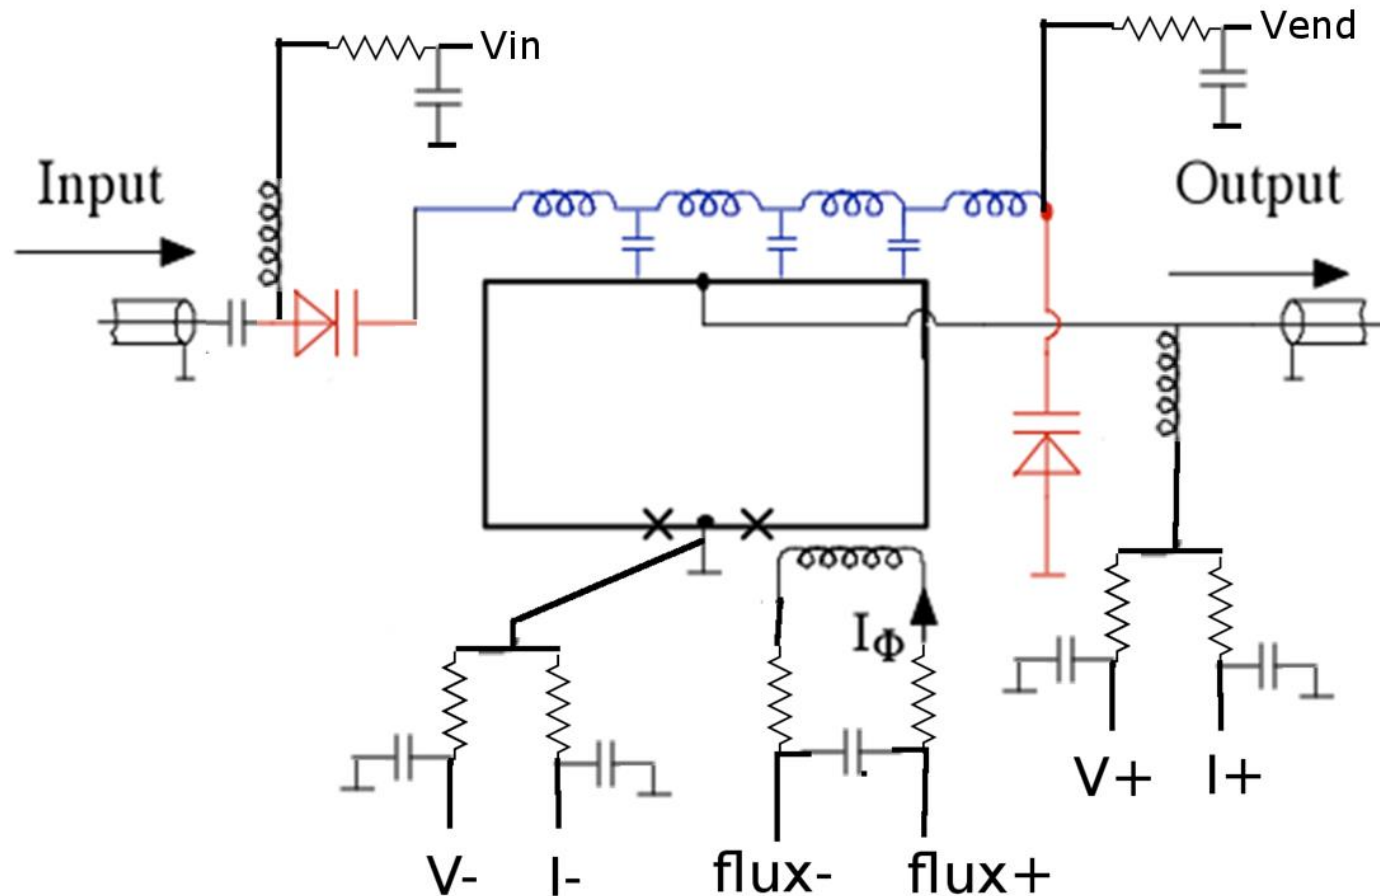 Vin
Vend
Input
Output
IΦ
V+ I+
V- I- flux- flux+